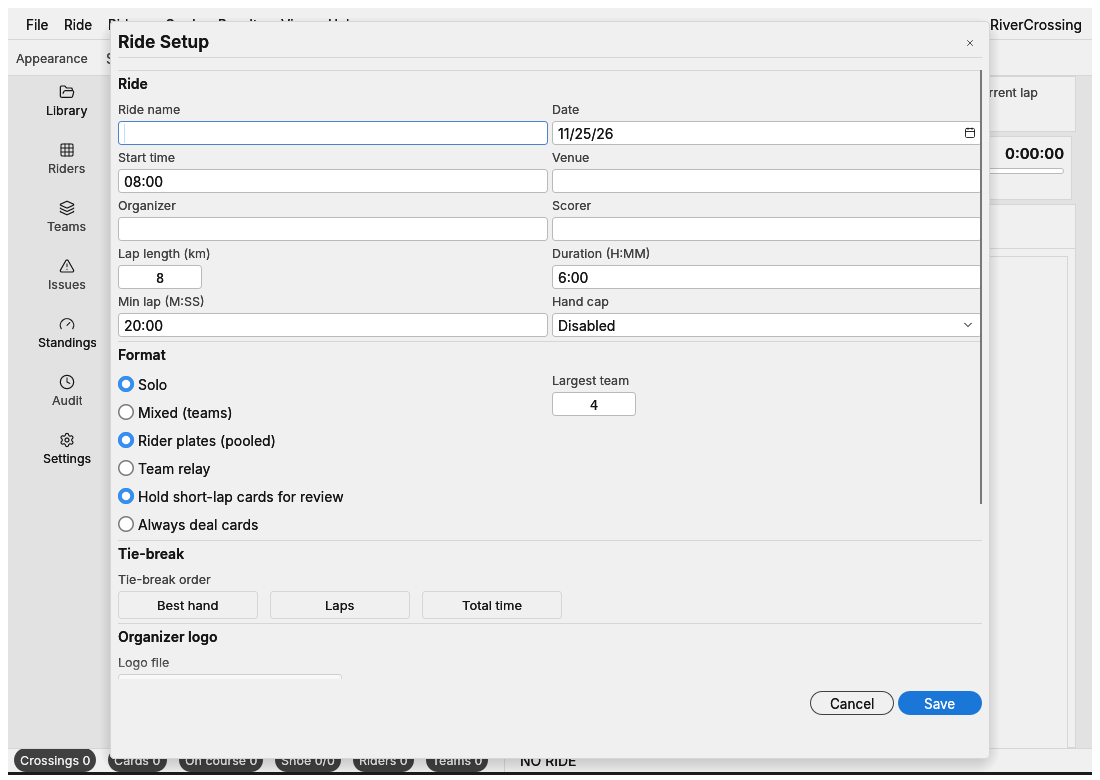 File Ride
RiverCrossing
Ride Setup
Appearance
Library
Riders
Teams
Issues
Standings
Audit
Settings
Ride
Ride name Date
11/25/26
Start time Venue
08:00
Organizer Scorer
Lap length (km) Duration (H:MM)
8 6:00
Min lap (M:SS) Hand cap
20:00 Disabled
Format
Solo
Largest team
4
Mixed (teams)
Rider plates (pooled)
Team relay
Hold short-lap cards for review
Always deal cards
Tie-break
Tie-break order
Best hand Laps Total time
Organizer logo
Logo file
Cancel Save
rrent lap
0:00:00
Crossings 0 Cards 0 On course 0 Shoe 0/0 Riders 0 Teams 0 NO RIDE